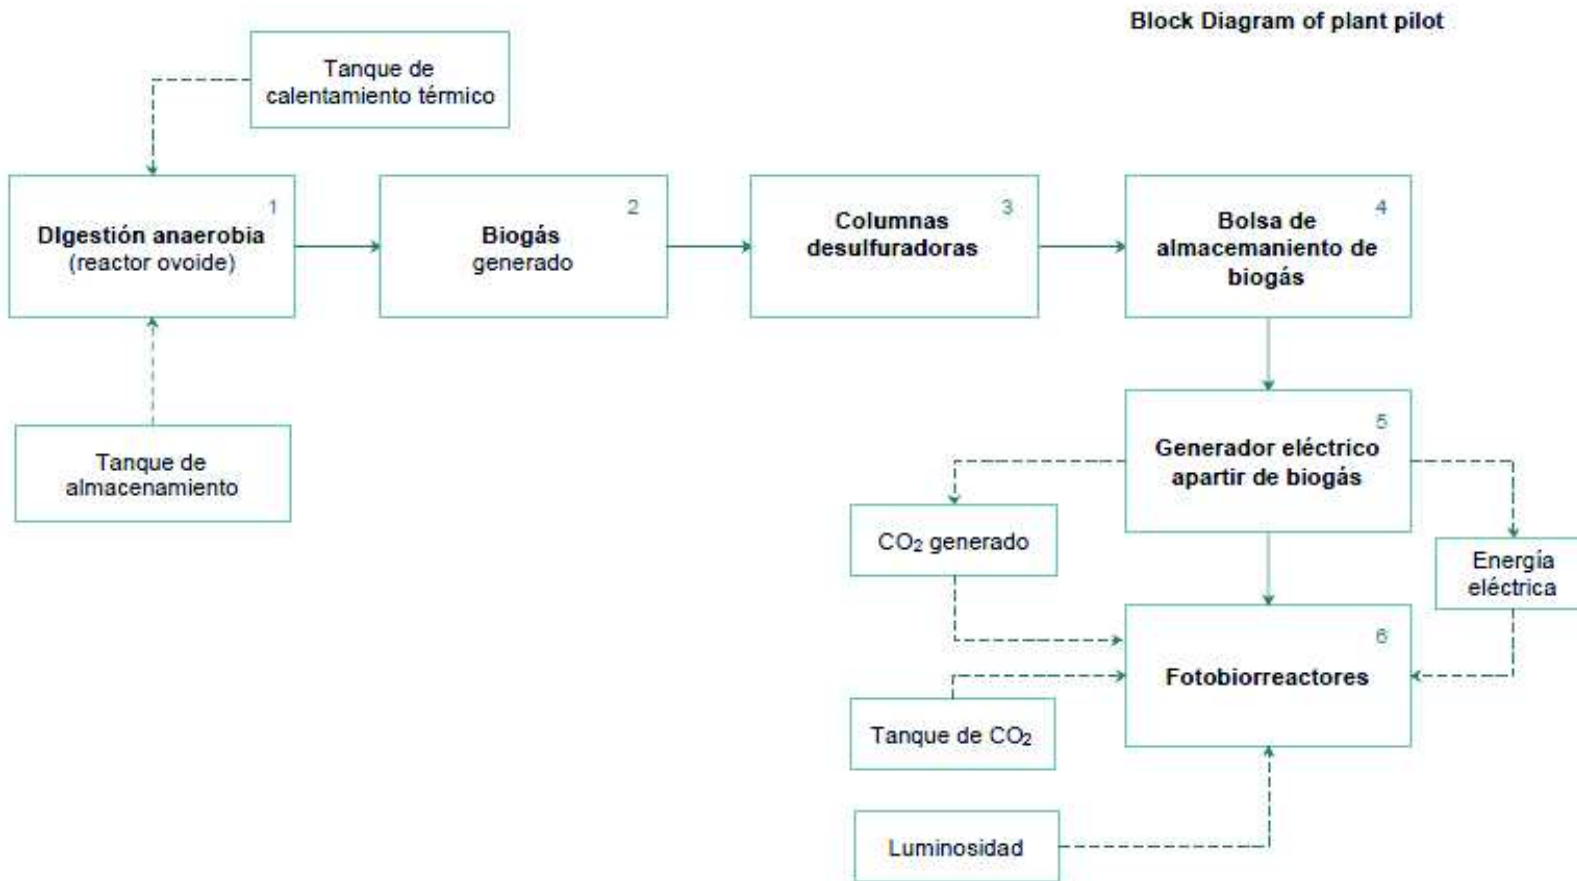 Block Diagram of plant pilot
Tanque de
calentamiento térmico
1
DIgestión anaerobia
(reactor ovoide)
2
Biogás
generado
3
Columnas
desulfuradoras
4
Bolsa de
almacemaniento de
biogás
Tanque de
almacenamiento
5
Generador eléctrico
apartir de biogás
CO₂ generado
Energía
eléctrica
6
Fotobiorreactores
Tanque de CO₂
Luminosidad